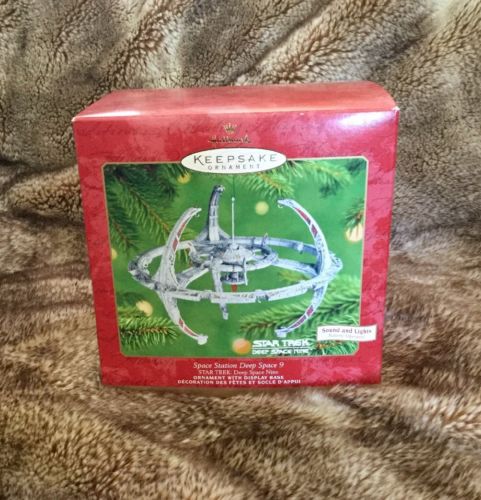 Hallmark
KEEPSAKE
ORNAMENT
STAR TREK
DEEP SPACE NINE
Sound and Lights
Space Station Deep Space 9
STAR TREK: Deep Space Nine
ORNAMENT WITH DISPLAY BASE
DÉCORATION DES FÊTES ET SOCLE D'APPUI